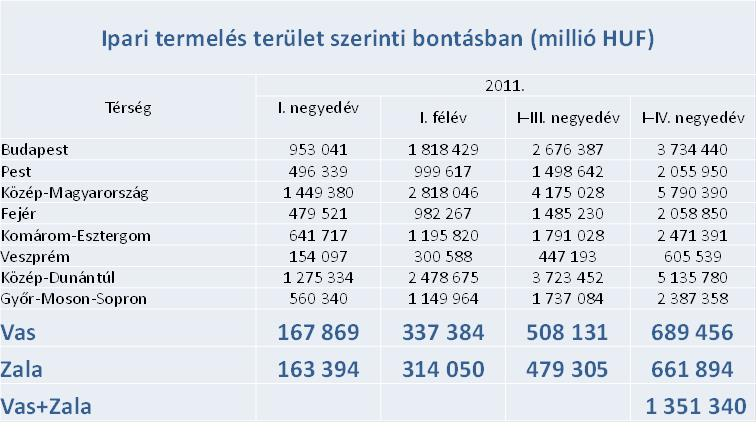 Ipari termelés terület szerinti bontásban (millió HUF)
Térség 2011.
I. negyedév I. félév I–III. negyedév I–IV. negyedév
Budapest 953 041 1 818 429 2 676 387 3 734 440
Pest 496 339 999 617 1 498 642 2 055 950
Közép-Magyarország 1 449 380 2 818 046 4 175 028 5 790 390
Fejér 479 521 982 267 1 485 230 2 058 850
Komárom-Esztergom 641 717 1 195 820 1 791 028 2 471 391
Veszprém 154 097 300 588 447 193 605 539
Közép-Dunántúl 1 275 334 2 478 675 3 723 452 5 135 780
Győr-Moson-Sopron 560 340 1 149 964 1 737 084 2 387 358
Vas 167 869 337 384 508 131 689 456
Zala 163 394 314 050 479 305 661 894
Vas+Zala 1 351 340